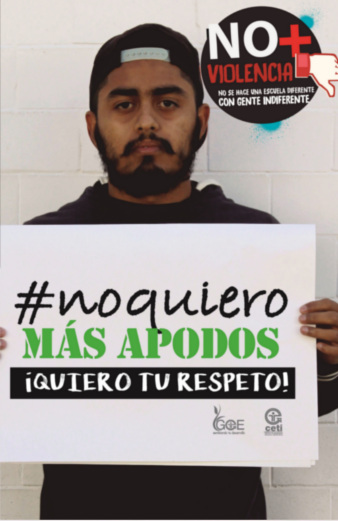 NO+
VIOLENCIA
NO SE HACE UNA ESCUELA DIFERENTE
CON GENTE INDIFERENTE
#noquiero
MÁS APODOS
¡QUIERO TU RESPETO!
ceti